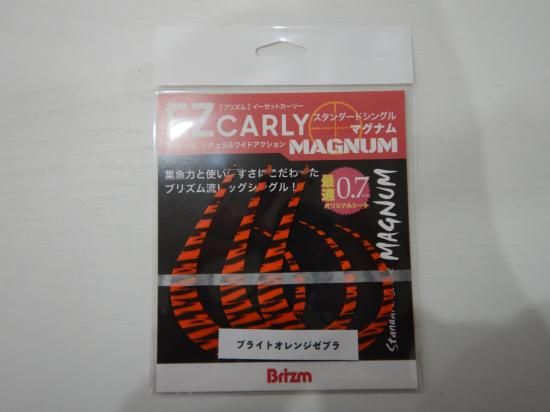 EZ
【ブリズム】イーゼットカーリー
CARLY
スタンダードシングル
マグナム
ナチュラルワイドアクション
MAGNUM
集魚力と使い すさにこだわ た
ブリズム流 ッグシングル！
最適
0.7
オリジナルシート
MAGNUM
ブライトオレンジゼブラ
Brizm